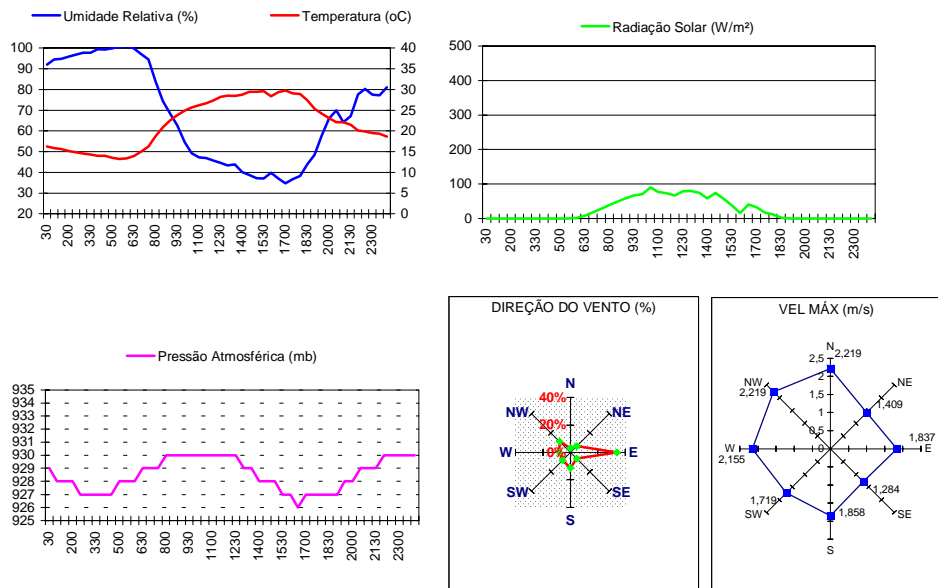 Umidade Relativa (%) Temperatura (oC)
100 40
90 35
80 30
70 25
60 20
50 15
40 10
30 5
20 0
30 200 330 500 630 800 930 1100 1230 1400 1530 1700 1830 2000 2130 2300
Radiação Solar (W/m²)
500
400
300
200
100
0
30 200 330 500 630 800 930 1100 1230 1400 1530 1700 1830 2000 2130 2300
Pressão Atmosférica (mb)
935
934
933
932
931
930
929
928
927
926
925
30 200 330 500 630 800 930 1100 1230 1400 1530 1700 1830 2000 2130 2300
DIREÇÃO DO VENTO (%)
N
40%
NW NE
20%
W 0% E
SW SE
S
VEL MÁX (m/s)
N
2,5 2,219
NW 2 NE
2,219 1,5 1,409
1
0,5 1,837
W 0 E
2,155
1,284
1,719
SW SE
1,858
S